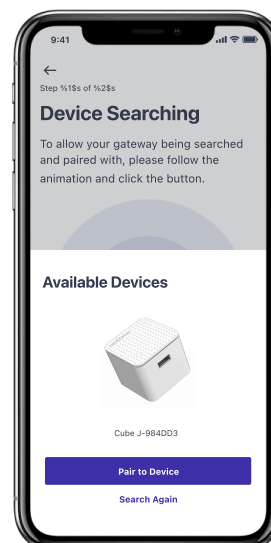 9:41
Step %1$s of %2$s
Device Searching
To allow your gateway being searched
and paired with, please follow the
animation and click the button.
Available Devices
Cube J-984DD3
Pair to Device
Search Again